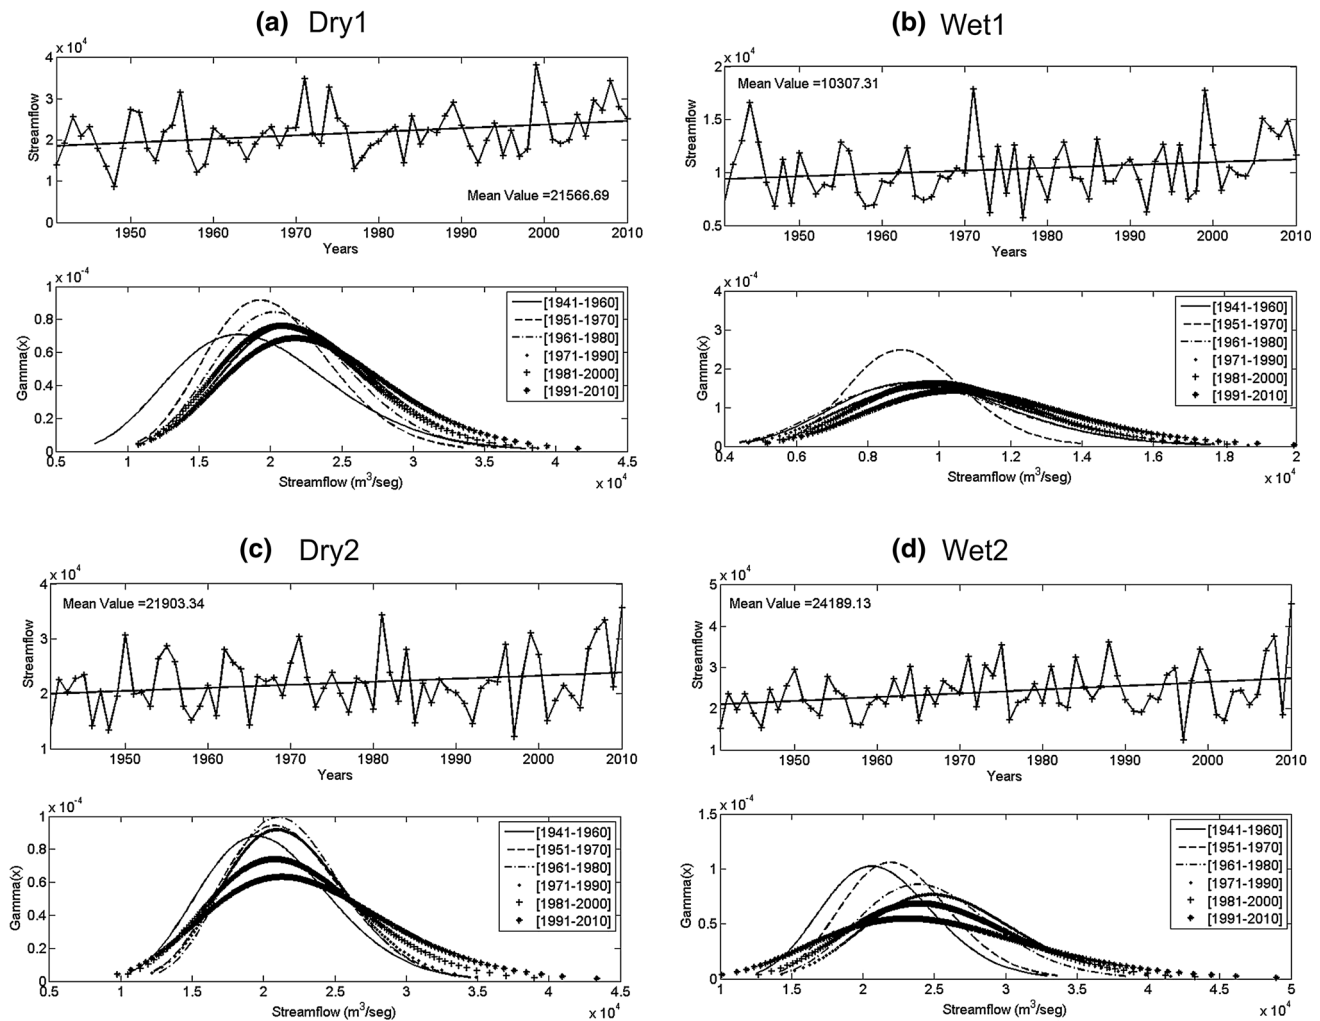 (a) Dry1
x 10^4
4
3
2
1
0
Streamflow
Mean Value =21566.69
1950 1960 1970 1980 1990 2000 2010
Years
x 10^-4
1
0.8
0.6
0.4
0.2
0
Gamma(x)
[1941-1960]
[1951-1970]
[1961-1980]
[1971-1990]
[1981-2000]
[1991-2010]
0.5 1 1.5 2 2.5 3 3.5 4 4.5
Streamflow (m^3/seg)
x 10^4
(b) Wet1
x 10^4
2
1.5
1
0.5
Streamflow
Mean Value =10307.31
1950 1960 1970 1980 1990 2000 2010
Years
x 10^-4
4
3
2
1
0
Gamma(x)
[1941-1960]
[1951-1970]
[1961-1980]
[1971-1990]
[1981-2000]
[1991-2010]
0.4 0.6 0.8 1 1.2 1.4 1.6 1.8 2
Streamflow (m^3/seg)
x 10^4
(c) Dry2
x 10^4
4
3
2
1
Streamflow
Mean Value =21903.34
1950 1960 1970 1980 1990 2000 2010
Years
x 10^-4
1
0.8
0.6
0.4
0.2
0
Gamma(x)
[1941-1960]
[1951-1970]
[1961-1980]
[1971-1990]
[1981-2000]
[1991-2010]
0.5 1 1.5 2 2.5 3 3.5 4 4.5
Streamflow (m^3/seg)
x 10^4
(d) Wet2
x 10^4
5
4
3
2
1
Streamflow
Mean Value =24189.13
1950 1960 1970 1980 1990 2000 2010
Years
x 10^-4
1.5
1
0.5
0
Gamma(x)
[1941-1960]
[1951-1970]
[1961-1980]
[1971-1990]
[1981-2000]
[1991-2010]
1 1.5 2 2.5 3 3.5 4 4.5 5
Streamflow (m^3/seg)
x 10^4